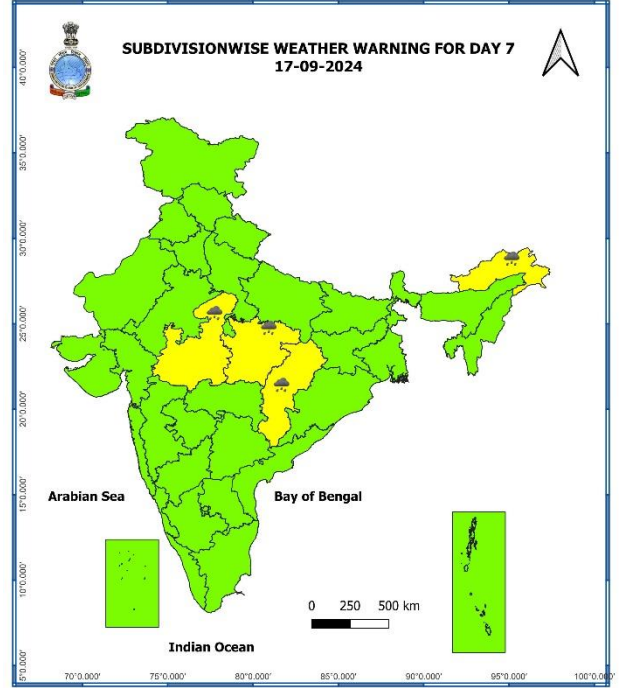 SUBDIVISIONWISE WEATHER WARNING FOR DAY 7
17-09-2024
40°0.000'
35°0.000'
30°0.000'
25°0.000'
20°0.000'
15°0.000'
10°0.000'
5°0.000'
Arabian Sea
Bay of Bengal
0 250 500 km
Indian Ocean
70°0.000' 75°0.000' 80°0.000' 85°0.000' 90°0.000' 95°0.000' 100°0.000'